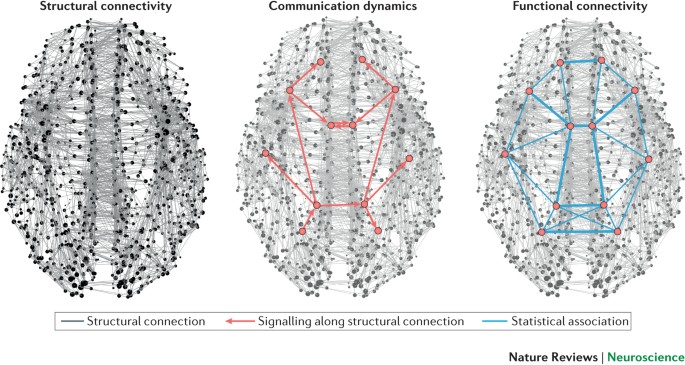 Structural connectivity
Communication dynamics
Functional connectivity
Structural connection
Signalling along structural connection
Statistical association
Nature Reviews | Neuroscience